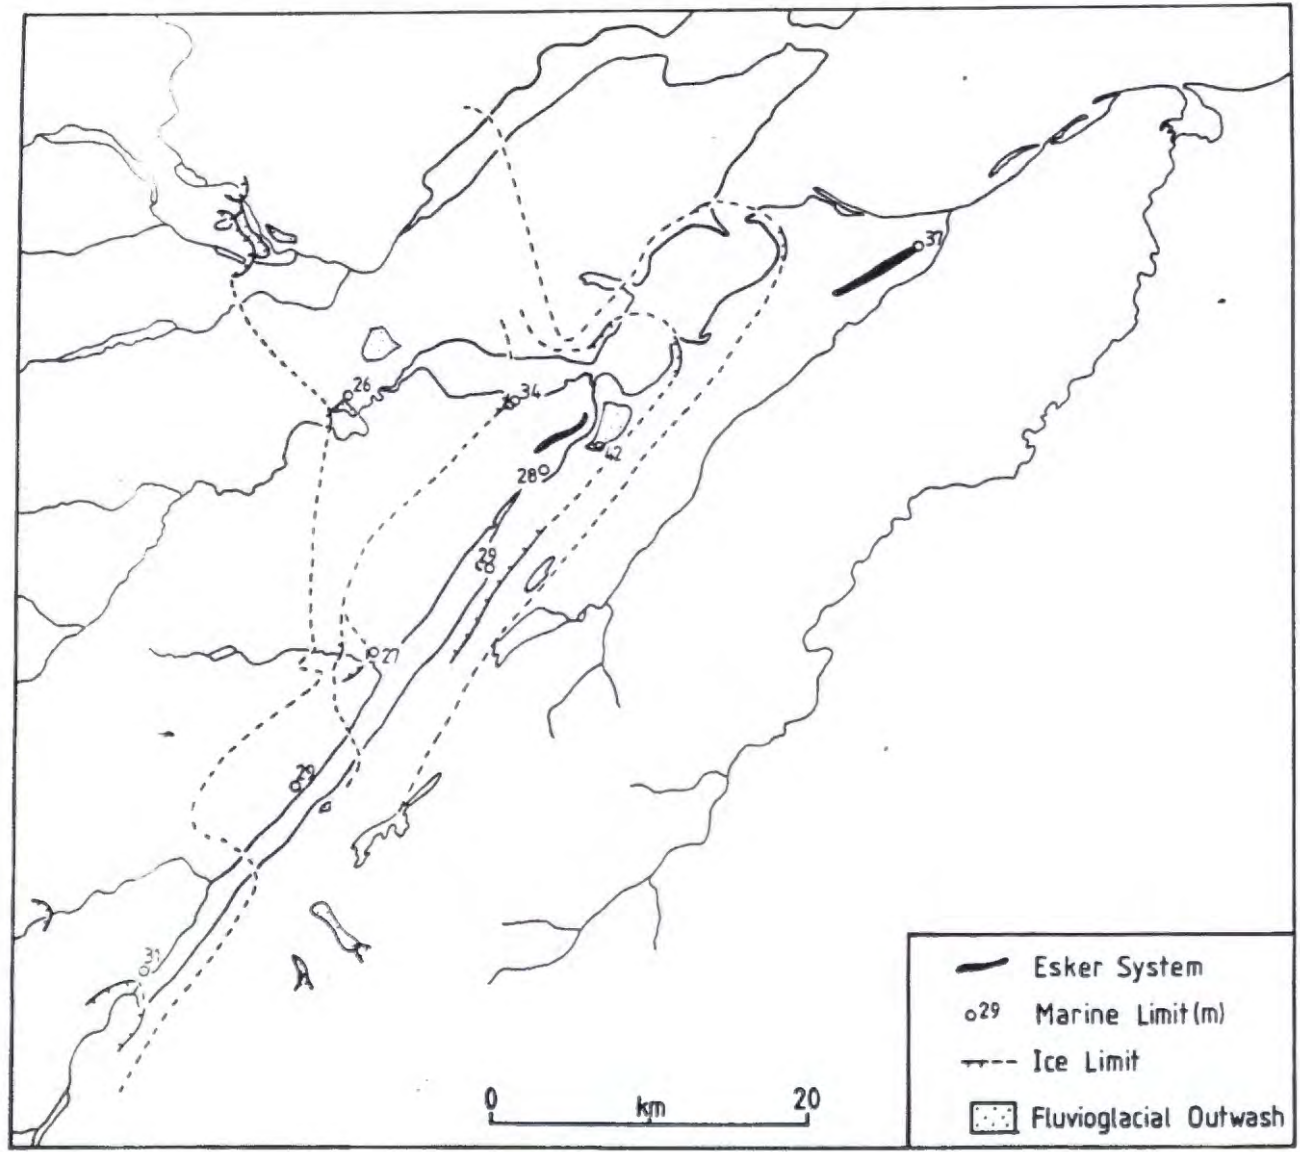 37
26
34
42
28
29
27
29
31
0 km 20
Esker System
29 Marine Limit (m)
Ice Limit
Fluvioglacial Outwash